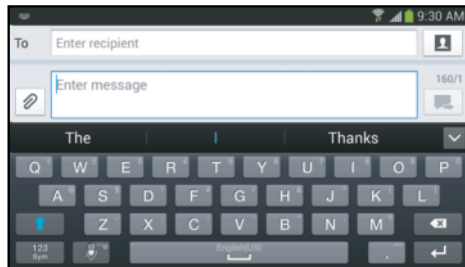 9:30 AM
To Enter recipient
Enter message 160/1
The I Thanks
Q W E R T Y U I O P
A S D F G H J K L
Z X C V B N M
123 Sym English(US) .